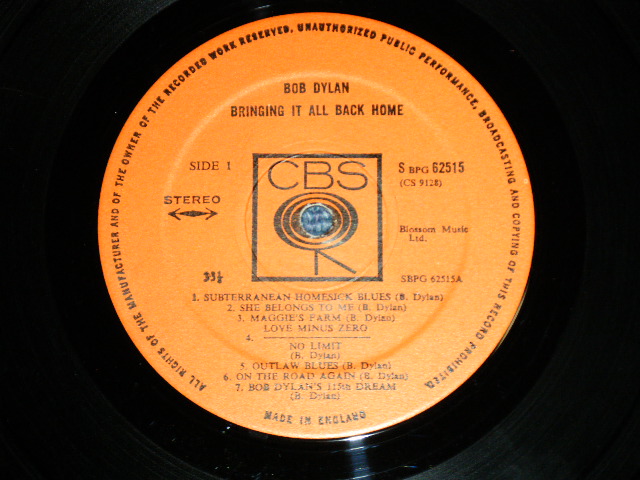 ALL RIGHTS OF THE MANUFACTURER AND OF THE OWNER OF THE RECORDED WORK RESERVED. UNAUTHORIZED PUBLIC PERFORMANCE, BROADCASTING AND COPYING OF THIS RECORD PROHIBITED.
BOB DYLAN
BRINGING IT ALL BACK HOME
SIDE 1
CBS
S BPG 62515
(CS 9128)
STEREO
Blossom Music
Ltd.
33⅓
SBPG 62515A
1. SUBTERRANEAN HOMESICK BLUES (B. Dylan)
2. SHE BELONGS TO ME (B. Dylan)
3. MAGGIE'S FARM (B. Dylan)
LOVE MINUS ZERO
4.
NO LIMIT
(B. Dylan)
5. OUTLAW BLUES (B. Dylan)
6. ON THE ROAD AGAIN (B. Dylan)
7. BOB DYLAN'S 115th DREAM
(B. Dylan)
MADE IN ENGLAND